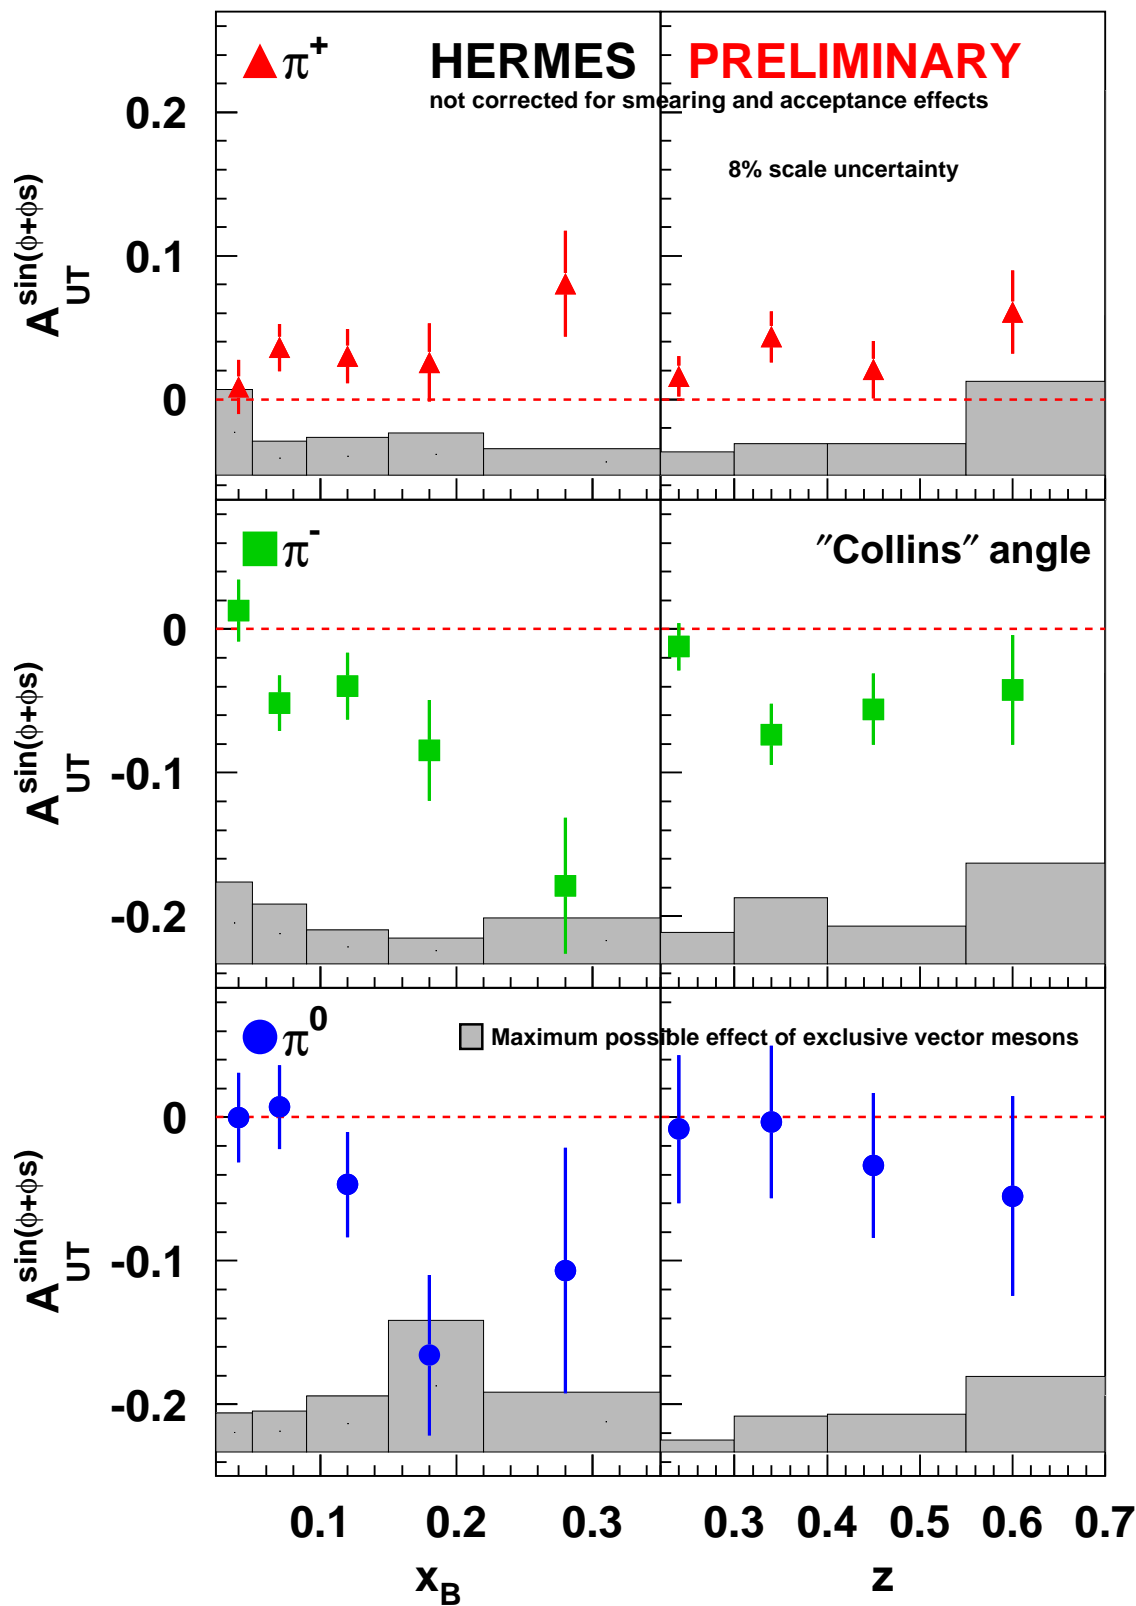 π+ HERMES PRELIMINARY
not corrected for smearing and acceptance effects
8% scale uncertainty
0.2
0.1
0
A UT sin(ϕ+ϕs)
π- ″Collins″ angle
0
-0.1
-0.2
A UT sin(ϕ+ϕs)
π0
Maximum possible effect of exclusive vector mesons
0
-0.1
-0.2
A UT sin(ϕ+ϕs)
0.1 0.2 0.3 0.3 0.4 0.5 0.6 0.7
xB z